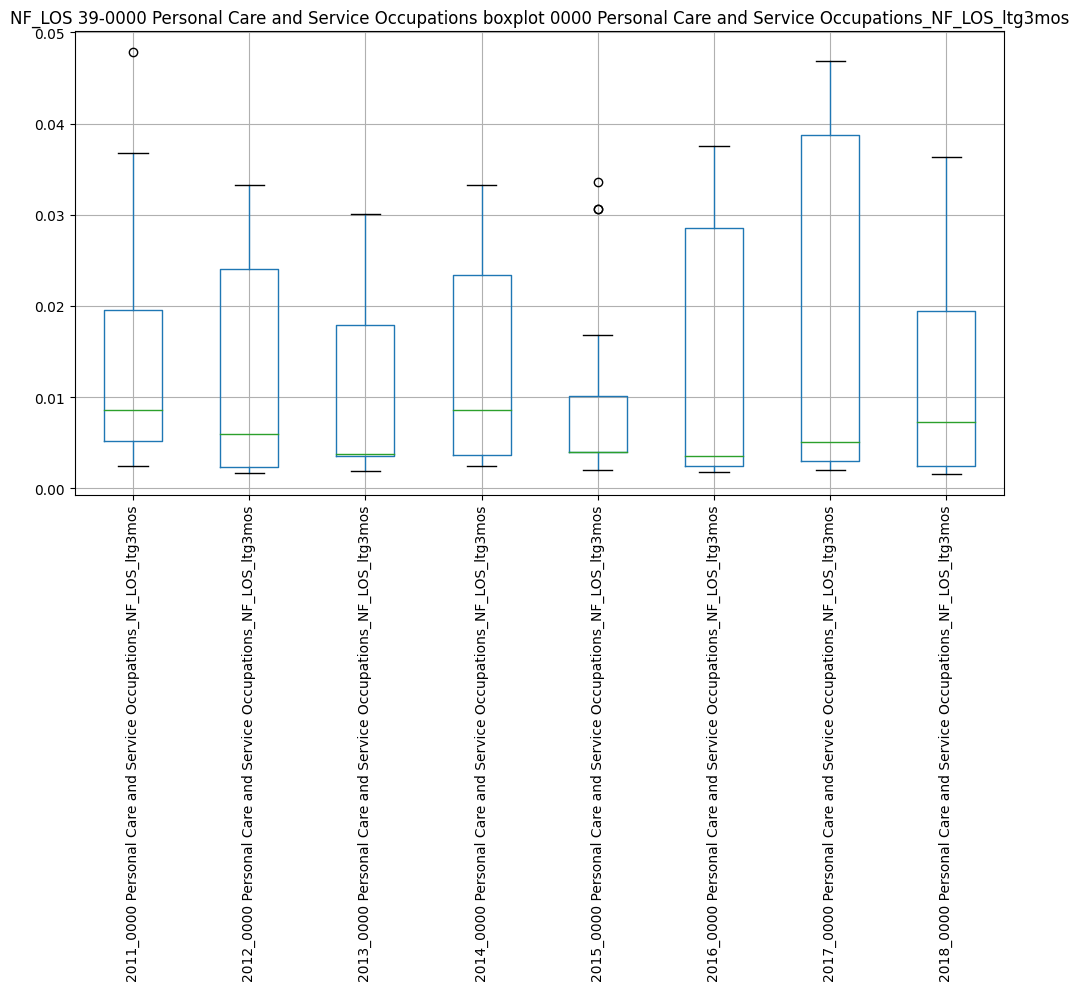 NF_LOS 39-0000 Personal Care and Service Occupations boxplot 0000 Personal Care and Service Occupations_NF_LOS_ltg3mos
0.05
0.04
0.03
0.02
0.01
0.00
2011_0000 Personal Care and Service Occupations_NF_LOS_ltg3mos
2012_0000 Personal Care and Service Occupations_NF_LOS_ltg3mos
2013_0000 Personal Care and Service Occupations_NF_LOS_ltg3mos
2014_0000 Personal Care and Service Occupations_NF_LOS_ltg3mos
2015_0000 Personal Care and Service Occupations_NF_LOS_ltg3mos
2016_0000 Personal Care and Service Occupations_NF_LOS_ltg3mos
2017_0000 Personal Care and Service Occupations_NF_LOS_ltg3mos
2018_0000 Personal Care and Service Occupations_NF_LOS_ltg3mos